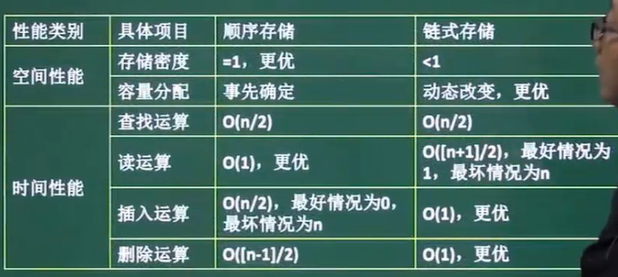 性能类别 具体项目 顺序存储 链式存储
空间性能
存储密度 =1，更优 <1
容量分配 事先确定 动态改变，更优
时间性能
查找运算 O(n/2) O(n/2)
读运算 O(1)，更优 O([n+1]/2)，最好情况为
1，最坏情况为n
插入运算 O(n/2)，最好情况为0，
最坏情况为n O(1)，更优
删除运算 O([n-1]/2) O(1)，更优